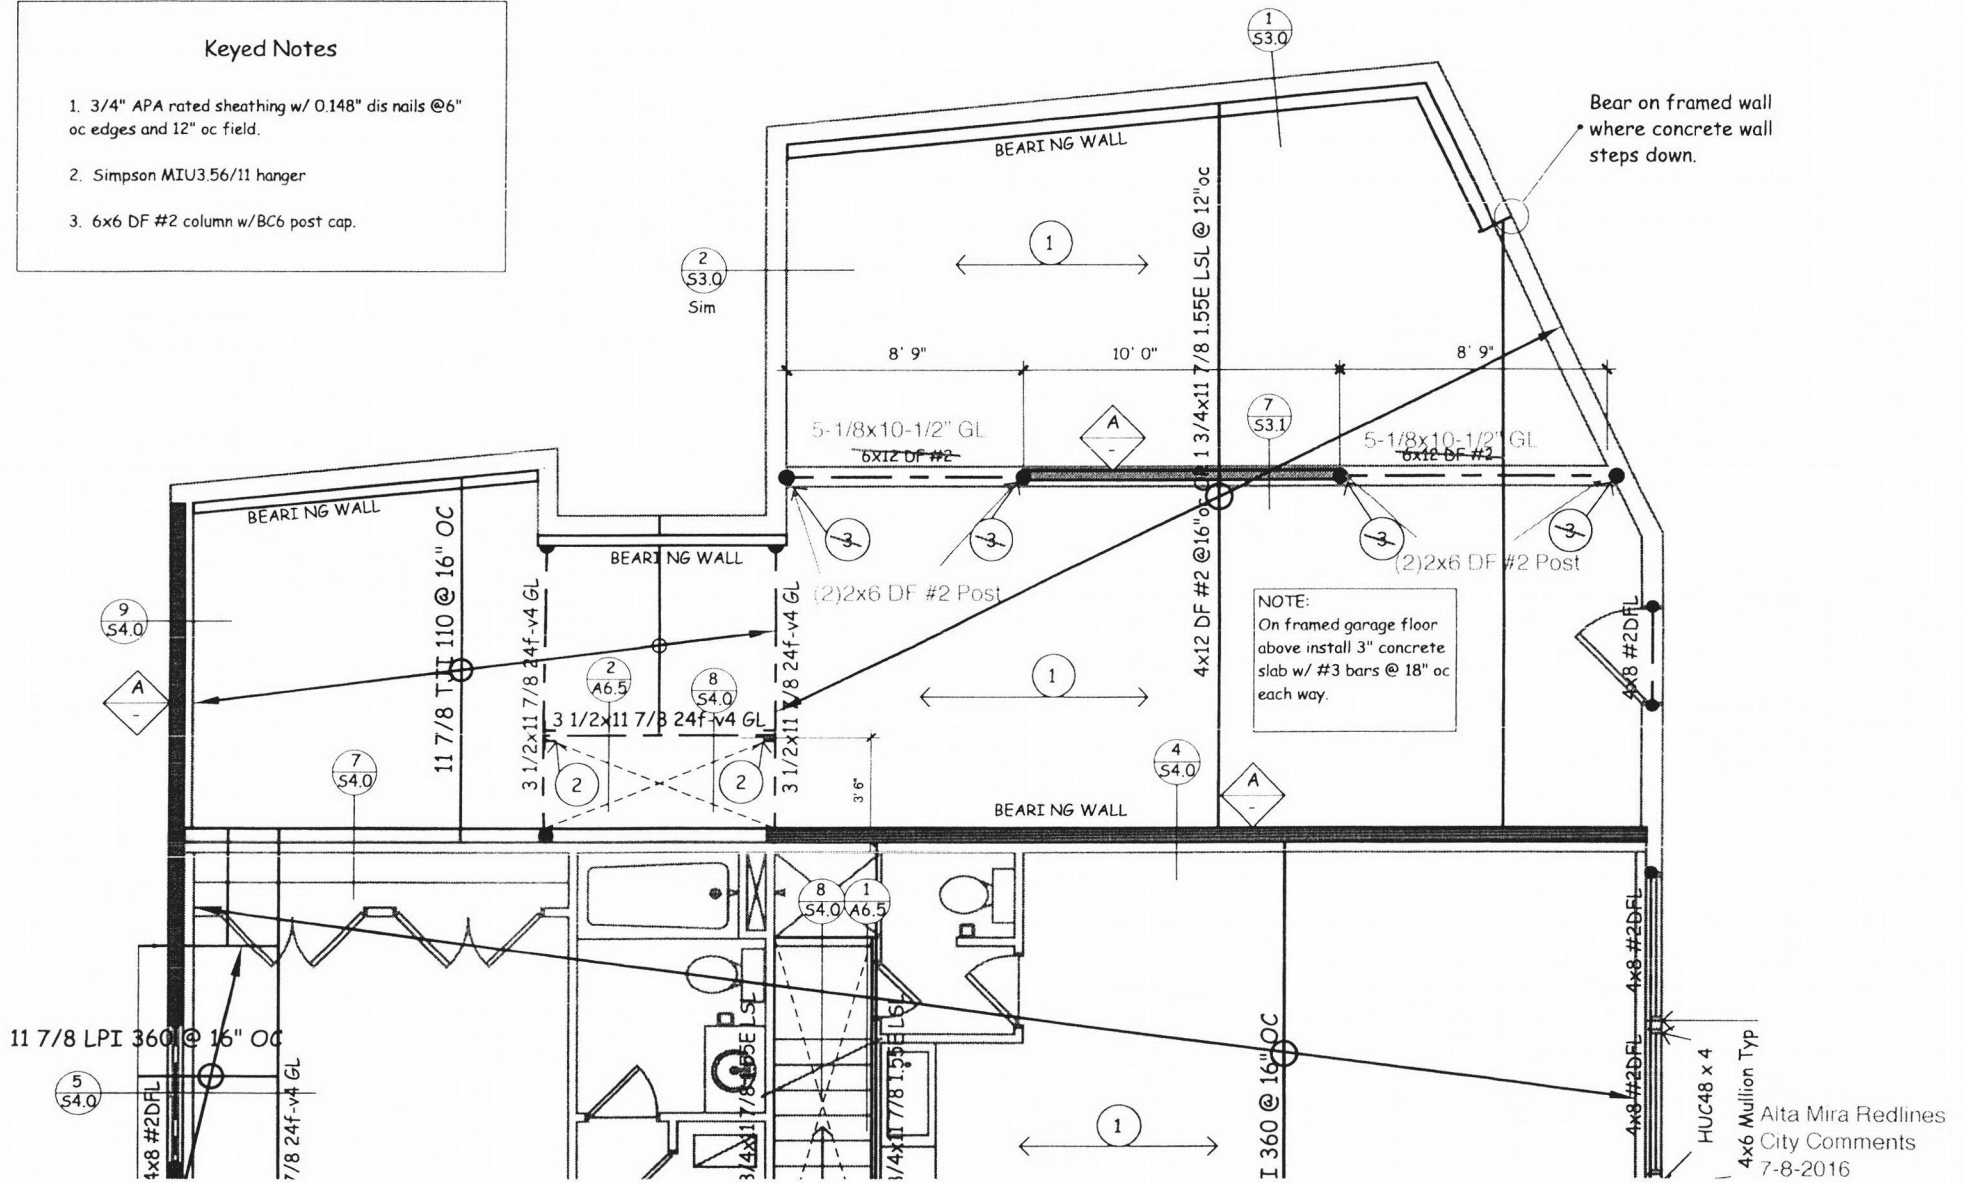 Keyed Notes
1. 3/4" APA rated sheathing w/ 0.148" dis nails @6"
oc edges and 12" oc field.
2. Simpson MIU3.56/11 hanger
3. 6x6 DF #2 column w/BC6 post cap.
1
S3.0
Bear on framed wall
where concrete wall
steps down.
BEARING WALL
2
S3.0
Sim
1
4x12 DF #2 @16"oc OR 1 3/4x11 7/8 1.55E LSL @ 12"oc
8' 9"
10' 0"
8' 9"
5-1/8x10-1/2" GL
6x12 DF #2
A
-
7
S3.1
5-1/8x10-1/2" GL
6x12 DF #2
3
3
3
3
(2)2x6 DF #2 Post
(2)2x6 DF #2 Post
BEARING WALL
BEARING WALL
11 7/8 TJI 110 @ 16" OC
3 1/2x11 7/8 24f-v4 GL
3 1/2x11 7/8 24f-v4 GL
NOTE:
On framed garage floor
above install 3" concrete
slab w/ #3 bars @ 18" oc
each way.
4x8 #2DFL
9
S4.0
A
-
2
A6.5
8
S4.0
3 1/2x11 7/8 24f-v4 GL
1
7
S4.0
2
2
3' 6"
4
S4.0
A
-
BEARING WALL
8
S4.0
1
A6.5
4x8 #2DFL
11 7/8 LPI 360 @ 16" OC
5
S4.0
4x8 #2DFL
7/8 24f-v4 GL
3/4x11 7/8 1.55E LSL
3/4x11 7/8 1.55E LSL
1
I 360 @ 16" OC
4x8 #2DFL
HUC48 x 4
4x6 Mullion Typ
Alta Mira Redlines
City Comments
7-8-2016